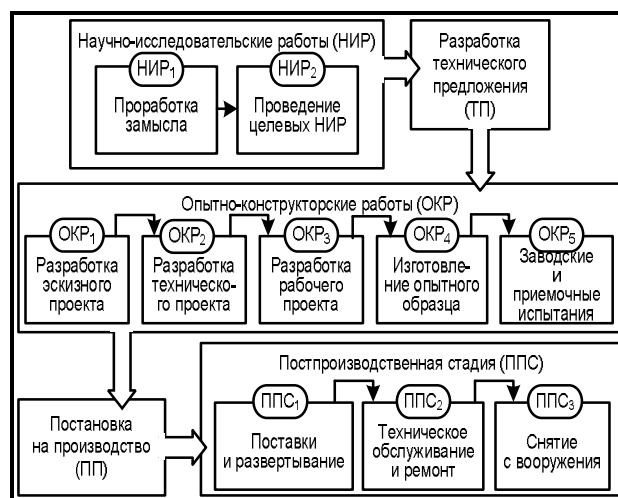 Научно-исследовательские работы (НИР)
НИР1
Проработка
замысла
НИР2
Проведение
целевых НИР
Разработка
технического
предложения
(ТП)
Опытно-конструкторские работы (ОКР)
ОКР1
Разработка
эскизного
проекта
ОКР2
Разработка
техническо-
го проекта
ОКР3
Разработка
рабочего
проекта
ОКР4
Изготовле-
ние опытного
образца
ОКР5
Заводские
и
приемочные
испытания
Постановка
на производство
(ПП)
Постпроизводственная стадия (ППС)
ППС1
Поставки
и развертывание
ППС2
Техническое
обслуживание
и ремонт
ППС3
Снятие
с вооружения